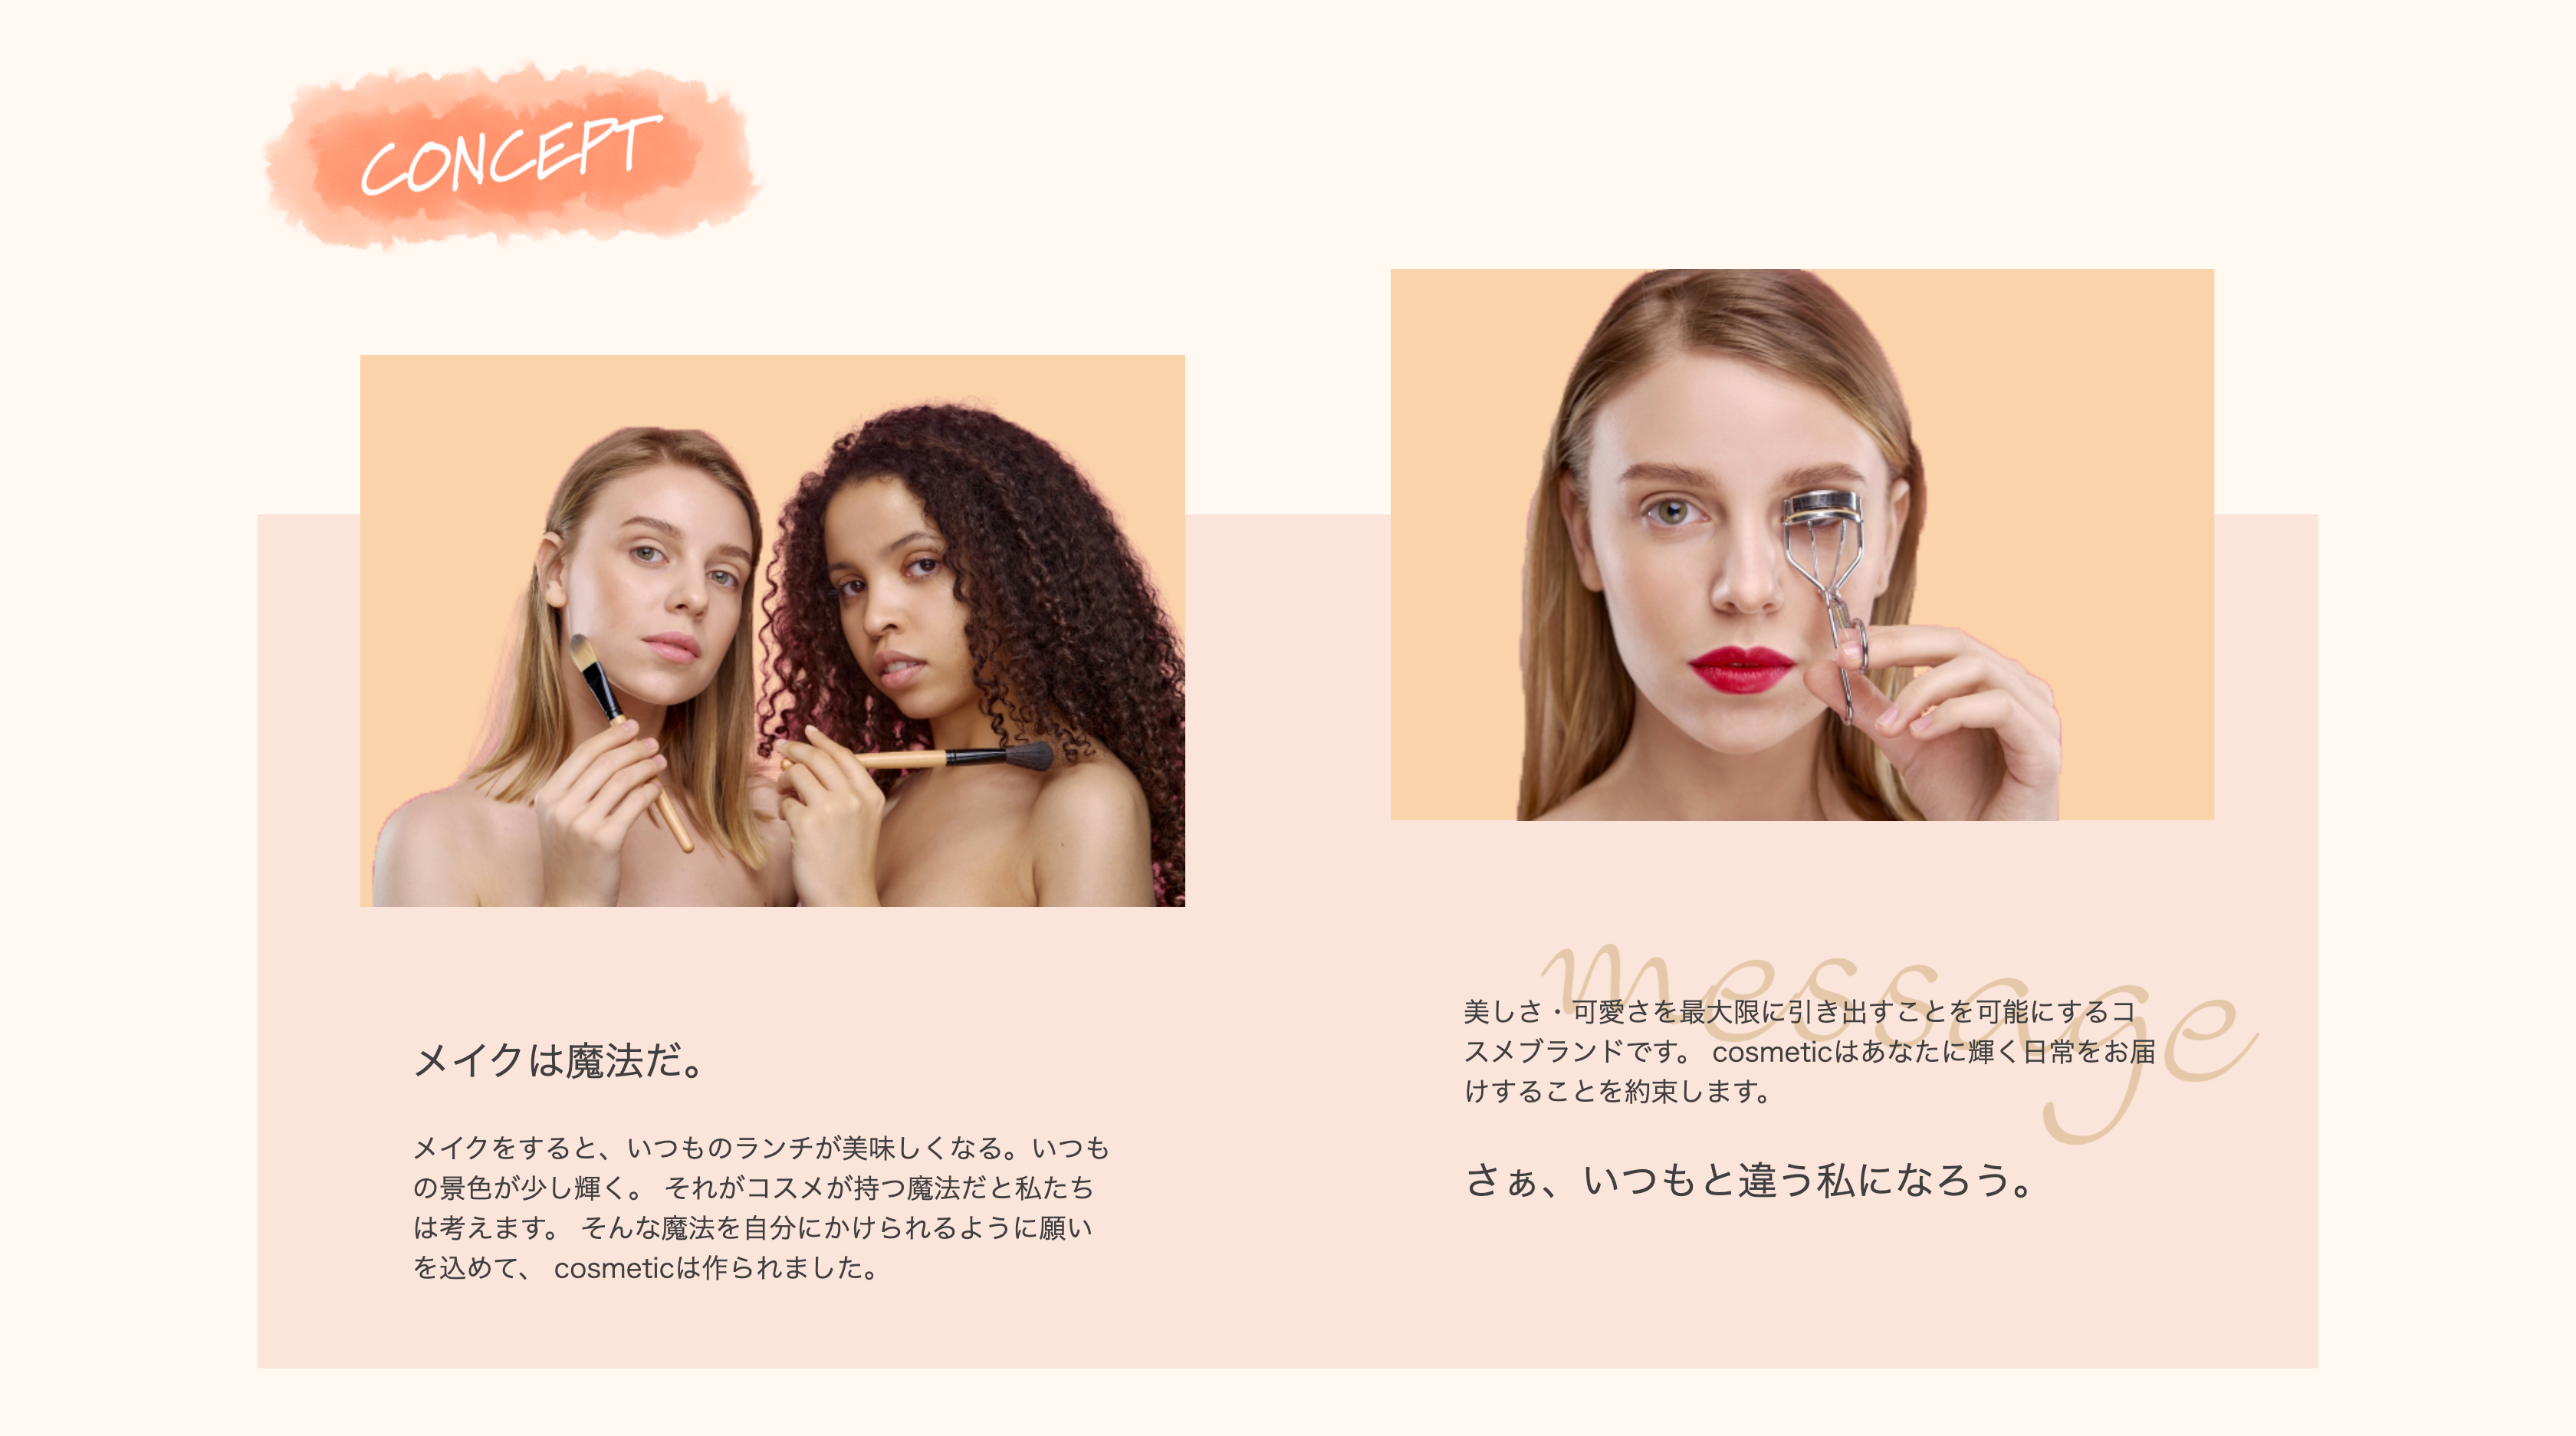 CONCEPT
メイクは魔法だ。
メイクをすると、いつものランチが美味しくなる。いつも
の景色が少し輝く。 それがコスメが持つ魔法だと私たち
は考えます。 そんな魔法を自分にかけられるように願い
を込めて、 cosmeticは作られました。
message
美しさ・可愛さを最大限に引き出すことを可能にするコ
スメブランドです。 cosmeticはあなたに輝く日常をお届
けすることを約束します。
さぁ、いつもと違う私になろう。